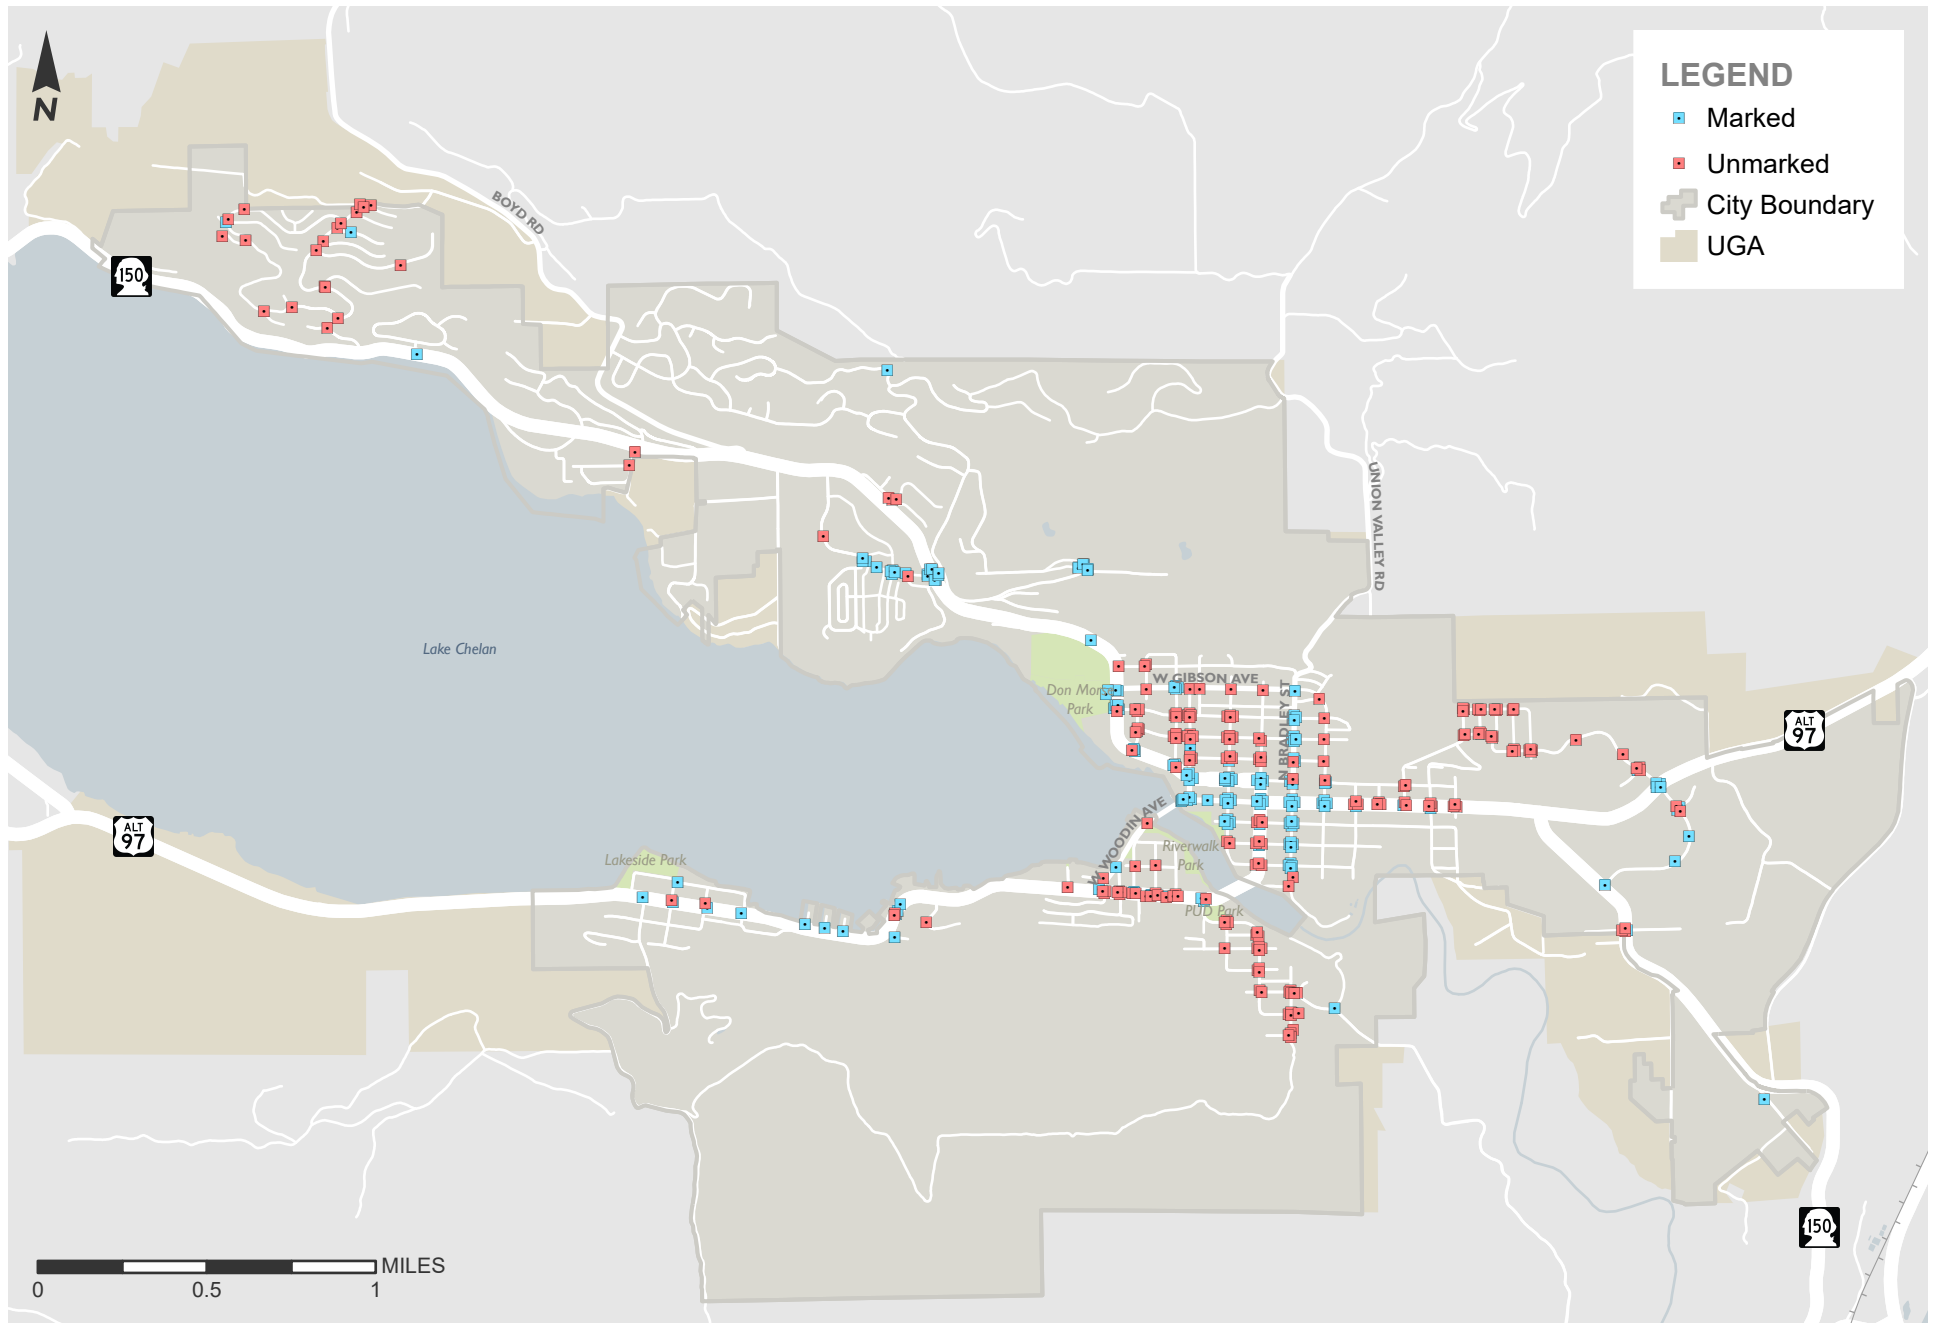 N
LEGEND
Marked
Unmarked
City Boundary
UGA
BOYD RD
150
UNION VALLEY RD
Lake Chelan
W GIBSON AVE
Park
N BRADLEY ST
ALT
97
ALT
97
W WOODIN AVE
Riverwalk
Park
Lakeside Park
PUD Park
150
MILES
0
0.5
1